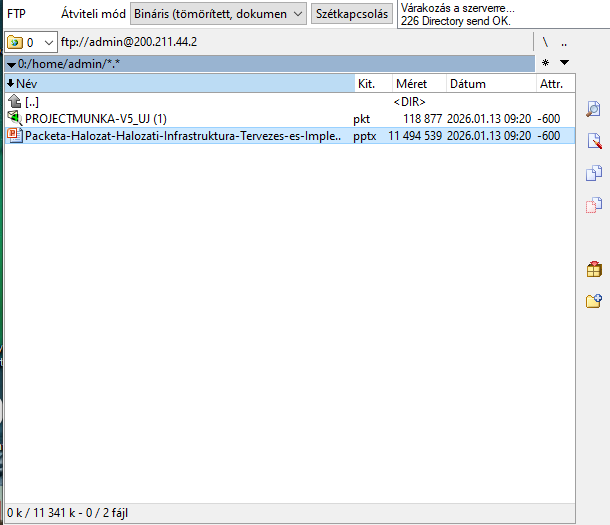 FTP Átviteli mód Bináris (tömörített, dokumen Szétkapcsolás Várakozás a szerverre...
226 Directory send OK.
0 ftp://admin@200.211.44.2 \ ..
0:/home/admin/*.* *
Név Kit. Méret Dátum Attr.
[..] <DIR>
PROJECTMUNKA-V5_UJ (1) pkt 118 877 2026.01.13 09:20 -600
Packeta-Halozat-Halozati-Infrastruktura-Tervezes-es-Imple.. pptx 11 494 539 2026.01.13 09:20 -600
0 k / 11 341 k - 0 / 2 fájl